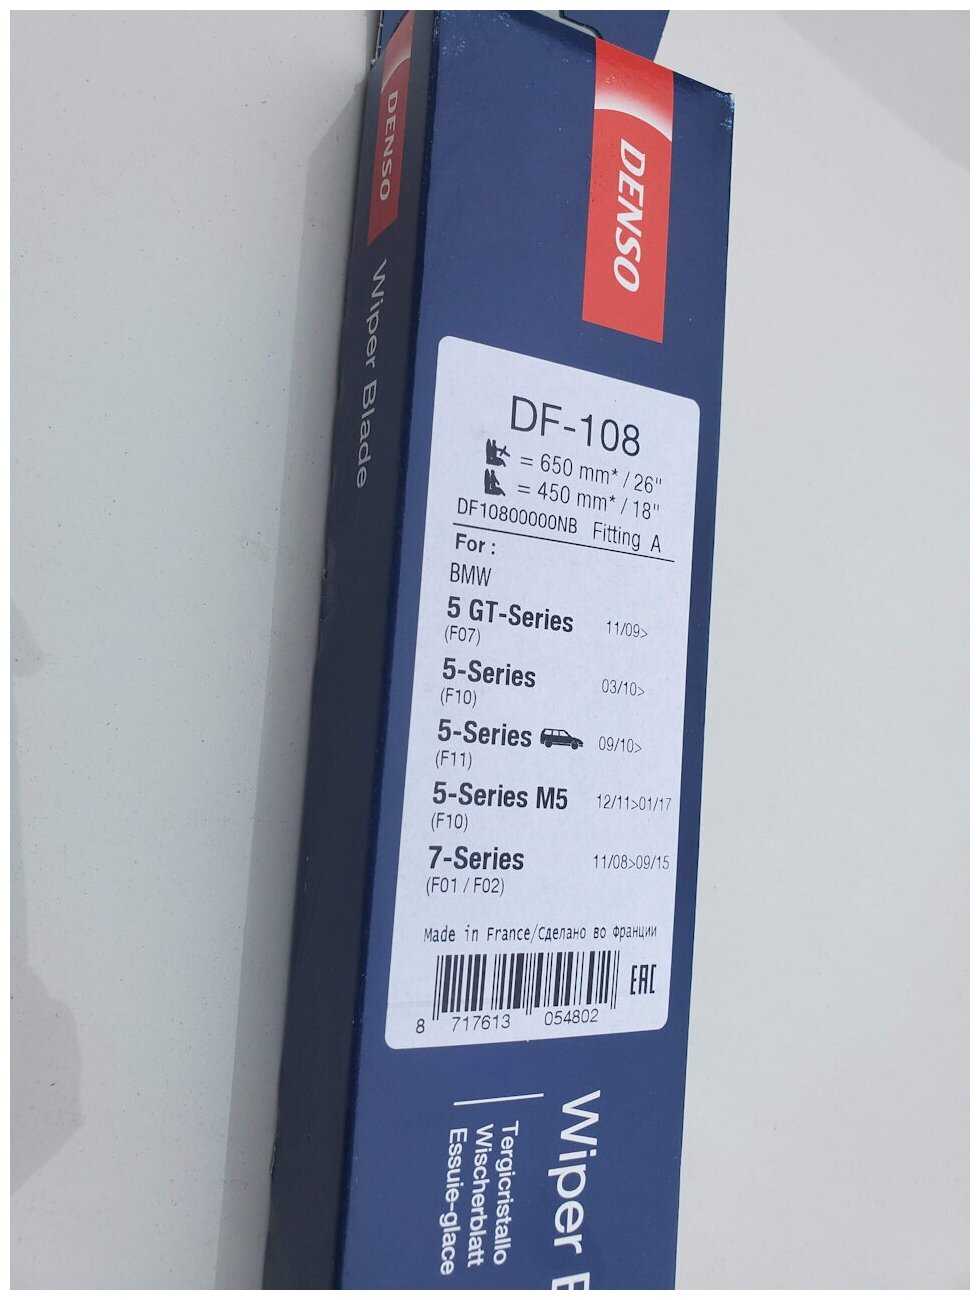 DENSO
DENSO
Wiper Blade
DF-108
= 650 mm* / 26"
= 450 mm* / 18"
DF10800000NB Fitting A
For :
BMW
5 GT-Series 11/09>
(F07)
5-Series 03/10>
(F10)
5-Series 09/10>
(F11)
5-Series M5 12/11>01/17
(F10)
7-Series 11/08>09/15
(F01 / F02)
Made in France/Сделано во франции
EAC
8 717613 054802
Wiper
Tergicristallo
Wischerblatt
Essuie-glace